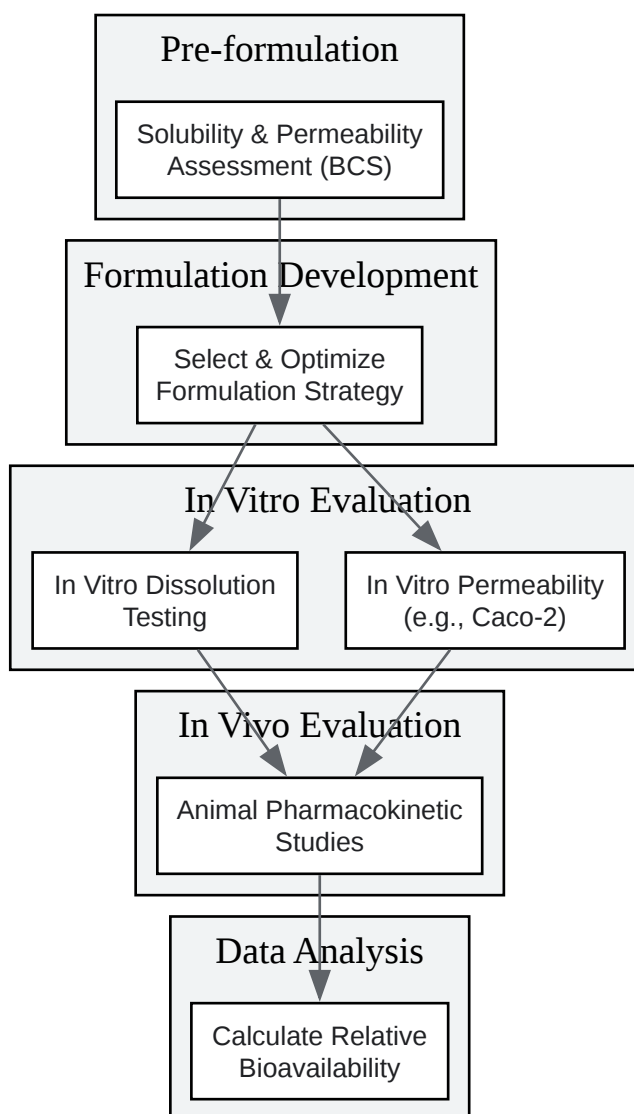 Pre-formulation
Solubility & Permeability
Assessment (BCS)
Formulation Development
Select & Optimize
Formulation Strategy
In Vitro Evaluation
In Vitro Dissolution
Testing
In Vitro Permeability
(e.g., Caco-2)
In Vivo Evaluation
Animal Pharmacokinetic
Studies
Data Analysis
Calculate Relative
Bioavailability